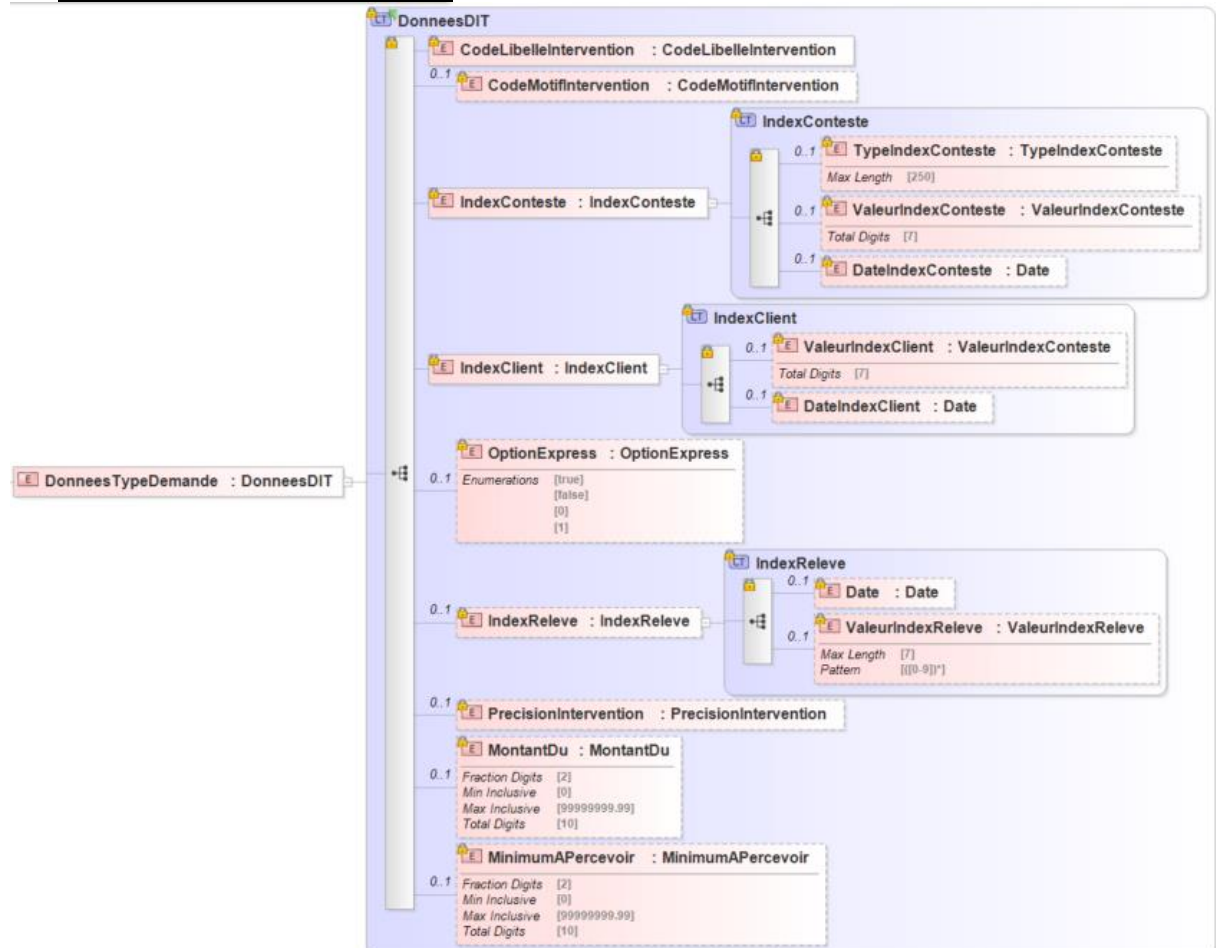 DonneesDIT
CodeLibelleIntervention : CodeLibelleIntervention
0..1 CodeMotifIntervention : CodeMotifIntervention
IndexConteste
0..1 TypeIndexConteste : TypeIndexConteste
Max Length [250]
IndexConteste : IndexConteste
0..1 ValeurIndexConteste : ValeurIndexConteste
Total Digits [7]
0..1 DateIndexConteste : Date
IndexClient
0..1 ValeurIndexClient : ValeurIndexConteste
Total Digits [7]
IndexClient : IndexClient
0..1 DateIndexClient : Date
OptionExpress : OptionExpress
0..1 Enumerations [true]
[false]
[0]
[1]
DonneesTypeDemande : DonneesDIT
IndexReleve
0..1 Date : Date
0..1 IndexReleve : IndexReleve
0..1 ValeurIndexReleve : ValeurIndexReleve
Max Length [7]
Pattern [([0-9])*]
0..1 PrecisionIntervention : PrecisionIntervention
MontantDu : MontantDu
0..1 Fraction Digits [2]
Min Inclusive [0]
Max Inclusive [99999999.99]
Total Digits [10]
MinimumAPercevoir : MinimumAPercevoir
0..1 Fraction Digits [2]
Min Inclusive [0]
Max Inclusive [99999999.99]
Total Digits [10]